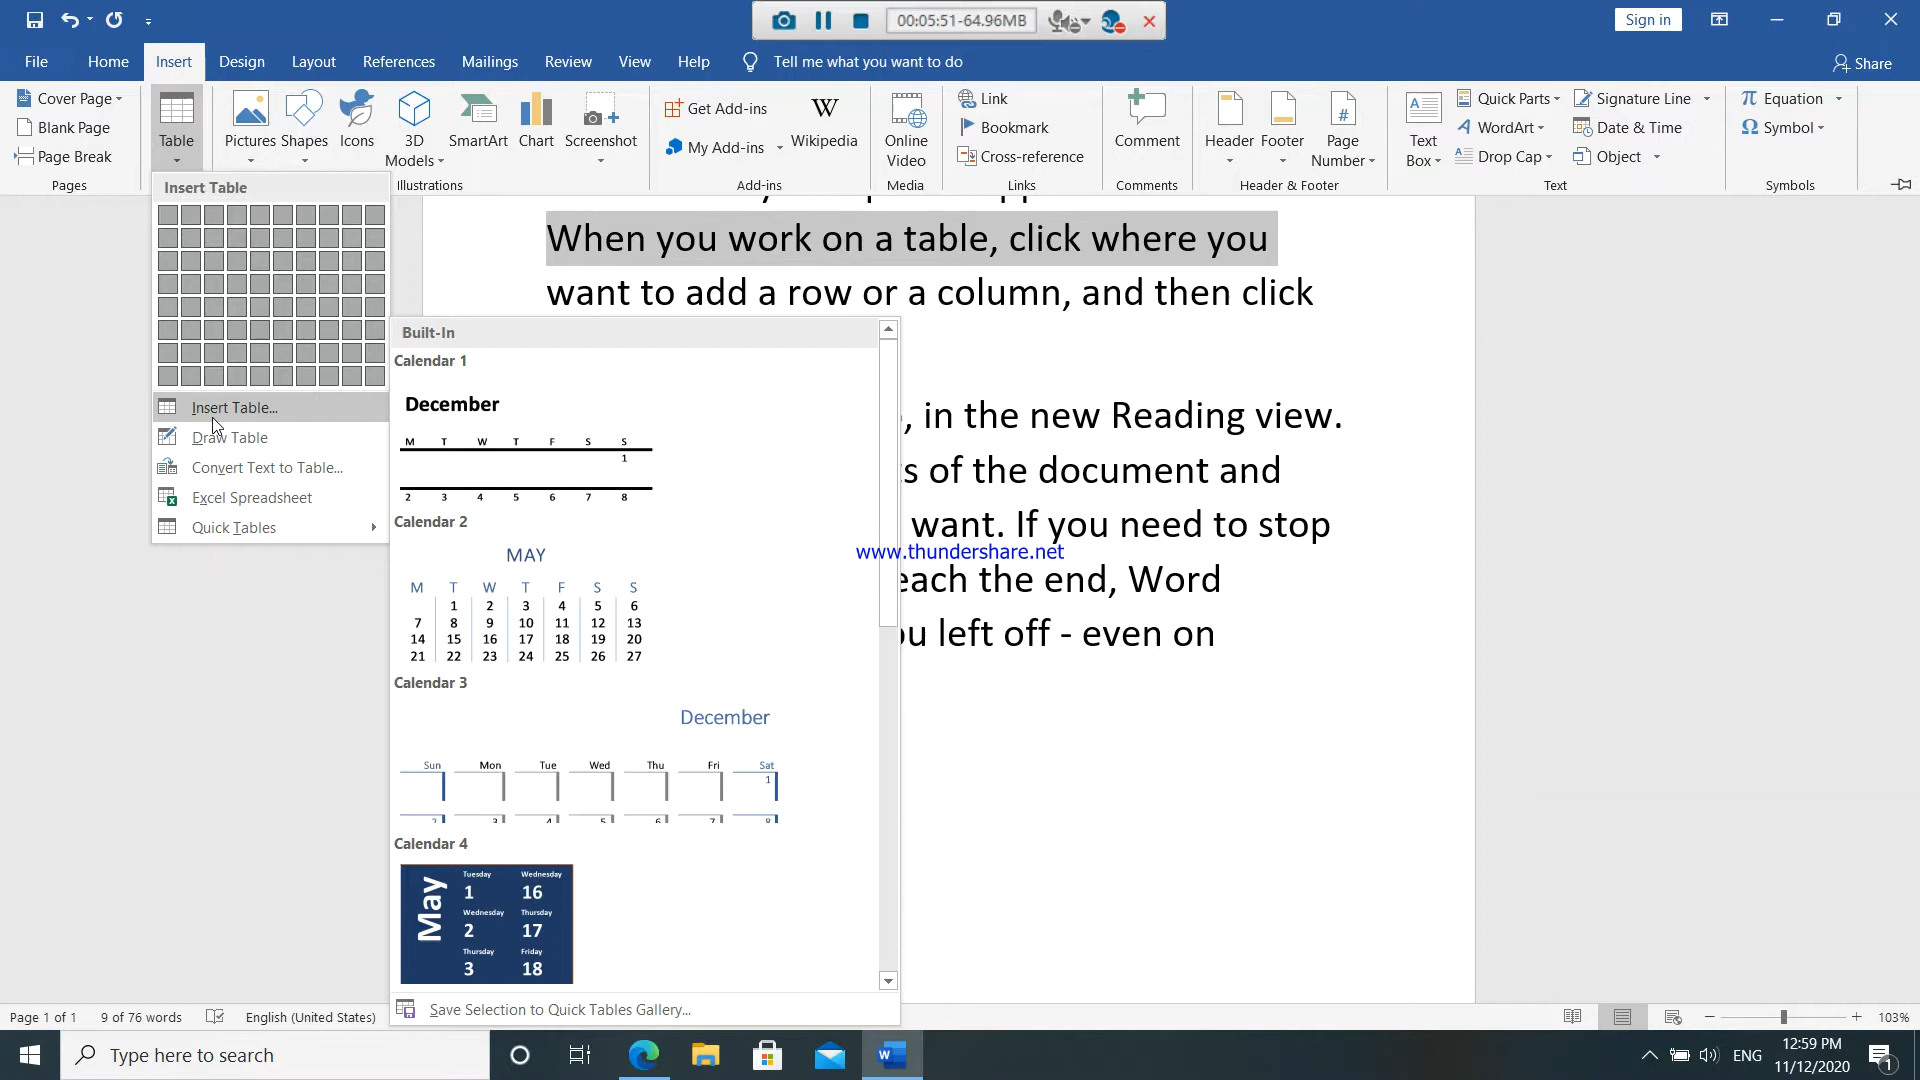 00:05:51-64.96MB
Sign in
File Home Insert Design Layout References Mailings Review View Help Tell me what you want to do
Share
Cover Page
Blank Page
Page Break
Pages
Table
Pictures
Shapes
Icons
3D
Models
SmartArt
Chart
Screenshot
Illustrations
Get Add-ins
My Add-ins
W
Wikipedia
Add-ins
Online
Video
Media
Link
Bookmark
Cross-reference
Links
Comment
Comments
Header
Footer
Page
Number
Header & Footer
Text
Box
Quick Parts
WordArt
Drop Cap
Signature Line
Date & Time
Object
Text
Equation
Symbol
Symbols
Insert Table
Insert Table...
Draw Table
Convert Text to Table...
Excel Spreadsheet
Quick Tables
When you work on a table, click where you
want to add a row or a column, and then click
, in the new Reading view.
s of the document and
want. If you need to stop
each the end, Word
ou left off - even on
www.thundershare.net
Built-In
Calendar 1
December
M T W T F S S
1
2 3 4 5 6 7 8
Calendar 2
MAY
M T W T F S S
1 2 3 4 5 6
7 8 9 10 11 12 13
14 15 16 17 18 19 20
21 22 23 24 25 26 27
Calendar 3
December
Sun Mon Tue Wed Thu Fri Sat
1
2 3 4 5 6 7 8
Calendar 4
May
Tuesday Wednesday
1 16
Wednesday Thursday
2 17
Thursday Friday
3 18
Save Selection to Quick Tables Gallery...
Page 1 of 1 9 of 76 words English (United States)
103%
Type here to search
ENG
12:59 PM
11/12/2020
1